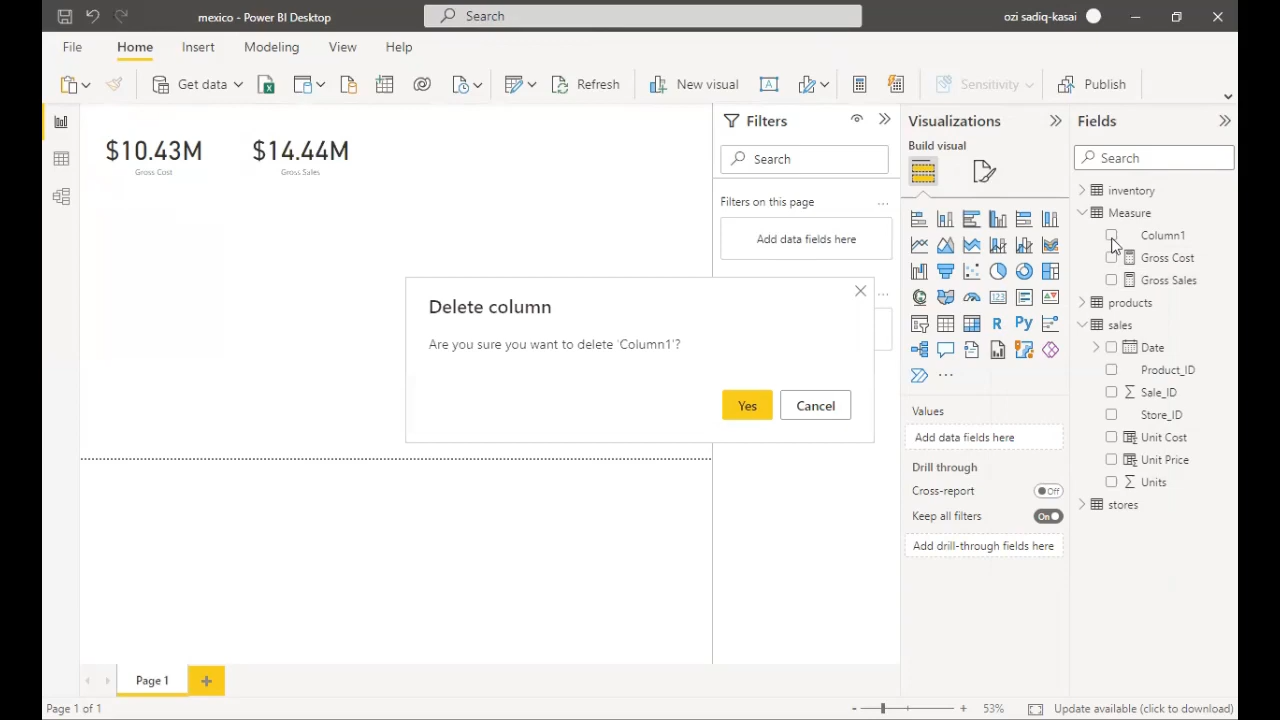 mexico - Power BI Desktop
Search
ozi sadiq-kasai
File
Home
Insert
Modeling
View
Help
Get data
Refresh
New visual
Sensitivity
Publish
$10.43M
Gross Cost
$14.44M
Gross Sales
Delete column
Are you sure you want to delete 'Column1'?
Yes
Cancel
Filters
Search
Filters on this page
...
Add data fields here
...
Visualizations
Build visual
123
R
Py
...
Values
Add data fields here
Drill through
Cross-report
Off
Keep all filters
On
Add drill-through fields here
Fields
Search
inventory
Measure
Column1
Gross Cost
Gross Sales
products
sales
Date
Product_ID
Sale_ID
Store_ID
Unit Cost
Unit Price
Units
stores
Page 1
Page 1 of 1
- + 53%
Update available (click to download)